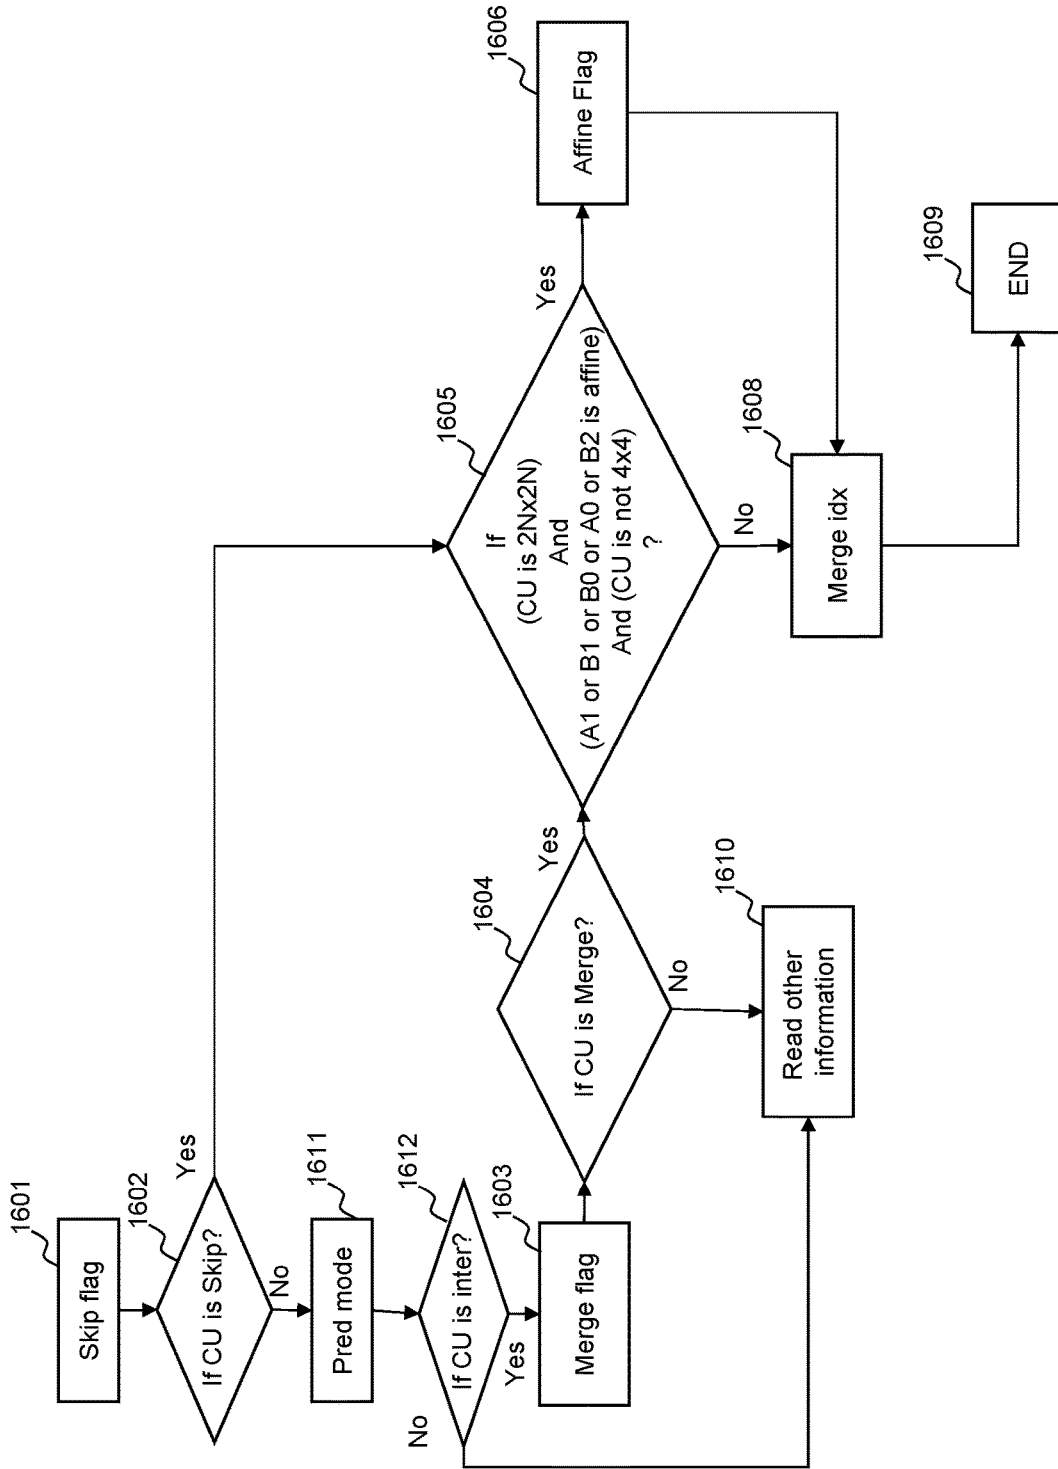 1601
Skip flag
1602
If CU is Skip?
Yes
No
1611
Pred mode
1612
If CU is inter?
No
Yes
1603
Merge flag
1604
If CU is Merge?
Yes
No
1610
Read other
information
1605
If
(CU is 2Nx2N)
And
(A1 or B1 or B0 or A0 or B2 is affine)
And (CU is not 4x4)
?
Yes
No
1606
Affine Flag
1608
Merge idx
1609
END